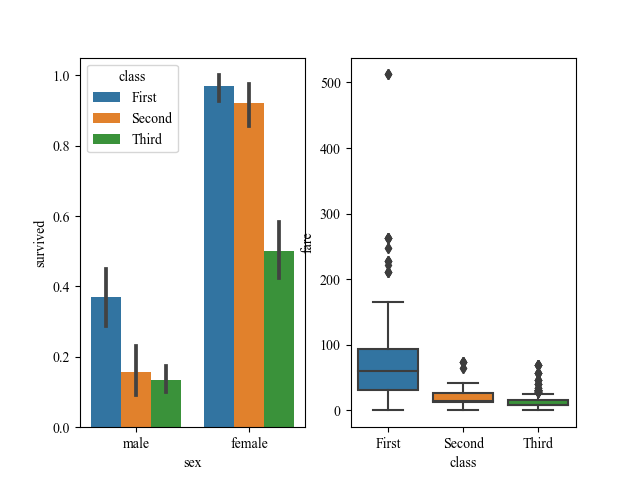 class
First
Second
Third
1.0
0.8
0.6
0.4
0.2
0.0
survived
male
female
sex
500
400
300
200
100
0
fare
First
Second
Third
class